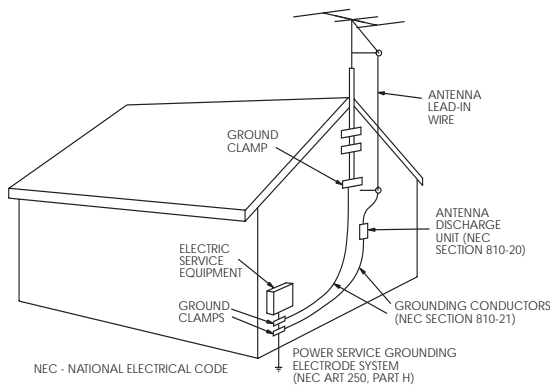 ANTENNA
LEAD-IN
WIRE
GROUND
CLAMP
ANTENNA
DISCHARGE
UNIT (NEC
SECTION 810-20)
ELECTRIC
SERVICE
EQUIPMENT
GROUND
CLAMPS
GROUNDING CONDUCTORS
(NEC SECTION 810-21)
POWER SERVICE GROUNDING
ELECTRODE SYSTEM
(NEC ART 250, PART H)
NEC - NATIONAL ELECTRICAL CODE